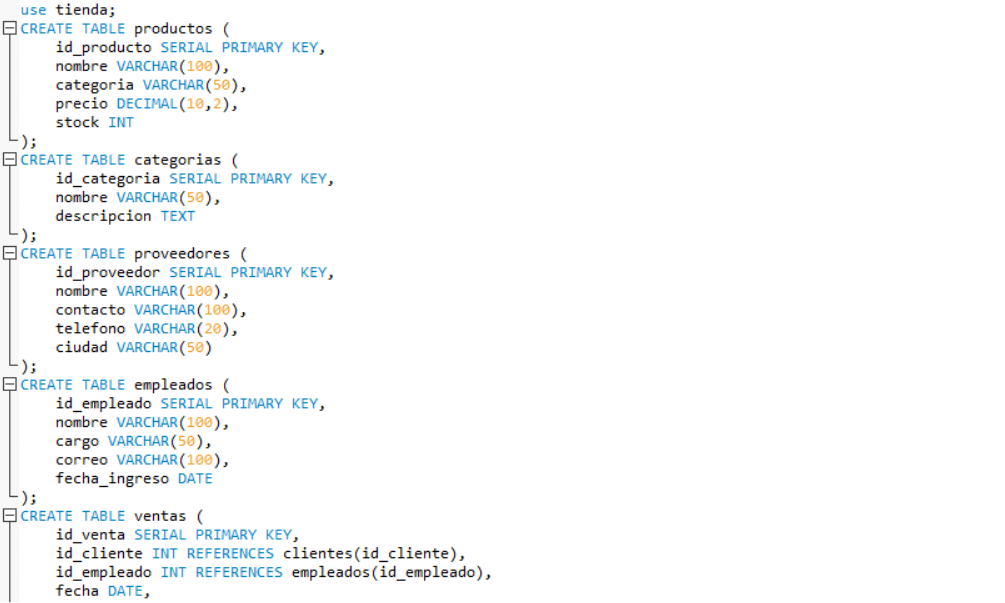 use tienda;
CREATE TABLE productos (
    id_producto SERIAL PRIMARY KEY,
    nombre VARCHAR(100),
    categoria VARCHAR(50),
    precio DECIMAL(10,2),
    stock INT
);
CREATE TABLE categorias (
    id_categoria SERIAL PRIMARY KEY,
    nombre VARCHAR(50),
    descripcion TEXT
);
CREATE TABLE proveedores (
    id_proveedor SERIAL PRIMARY KEY,
    nombre VARCHAR(100),
    contacto VARCHAR(100),
    telefono VARCHAR(20),
    ciudad VARCHAR(50)
);
CREATE TABLE empleados (
    id_empleado SERIAL PRIMARY KEY,
    nombre VARCHAR(100),
    cargo VARCHAR(50),
    correo VARCHAR(100),
    fecha_ingreso DATE
);
CREATE TABLE ventas (
    id_venta SERIAL PRIMARY KEY,
    id_cliente INT REFERENCES clientes(id_cliente),
    id_empleado INT REFERENCES empleados(id_empleado),
    fecha DATE,